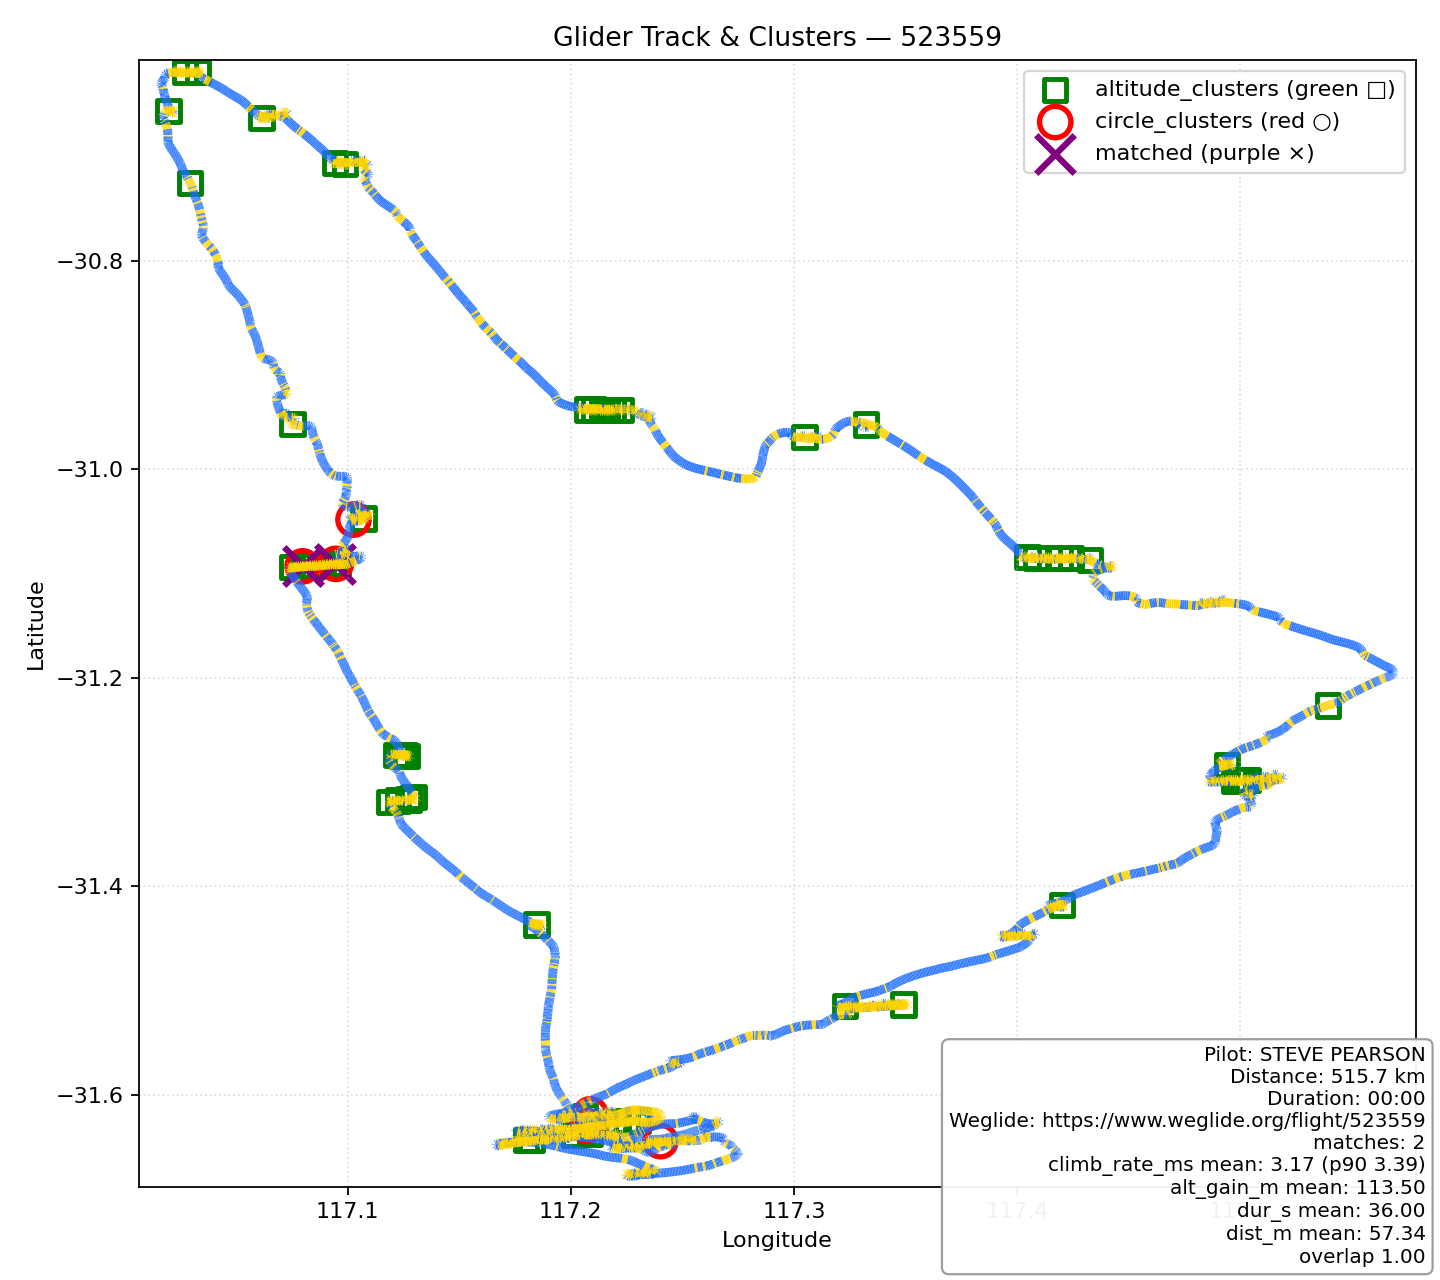 Glider Track & Clusters — 523559
altitude_clusters (green □)
circle_clusters (red ○)
matched (purple ×)
Latitude
−30.8
−31.0
−31.2
−31.4
−31.6
117.1
117.2
117.3
117.4
Longitude
Pilot: STEVE PEARSON
Distance: 515.7 km
Duration: 00:00
Weglide: https://www.weglide.org/flight/523559
matches: 2
climb_rate_ms mean: 3.17 (p90 3.39)
alt_gain_m mean: 113.50
dur_s mean: 36.00
dist_m mean: 57.34
overlap 1.00